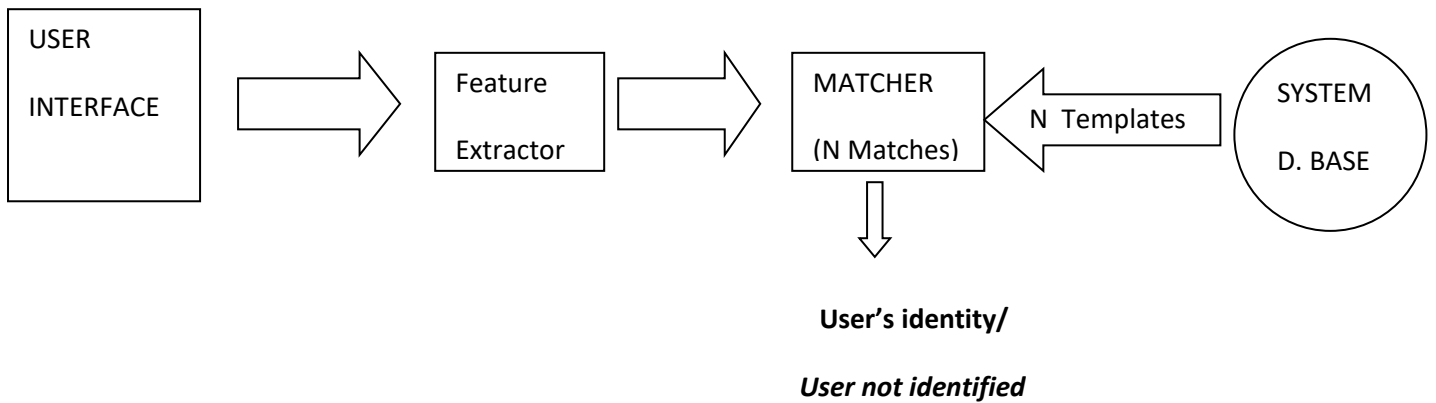 USER
INTERFACE
Feature
Extractor
MATCHER
(N Matches)
N Templates
SYSTEM
D. BASE
User's identity/
User not identified